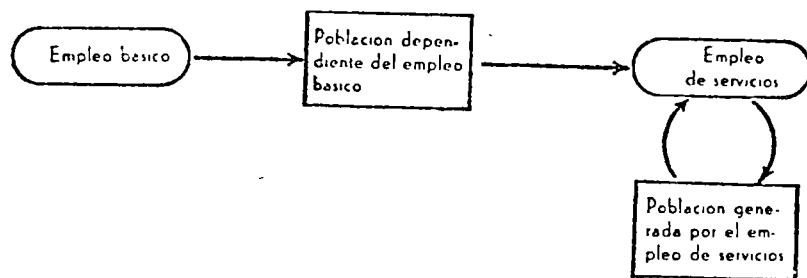 Empleo basico
Poblacion depen-
diente del empleo
basico
Empleo
de servicios
Poblacion gene-
rada por el em-
pleo de servicios